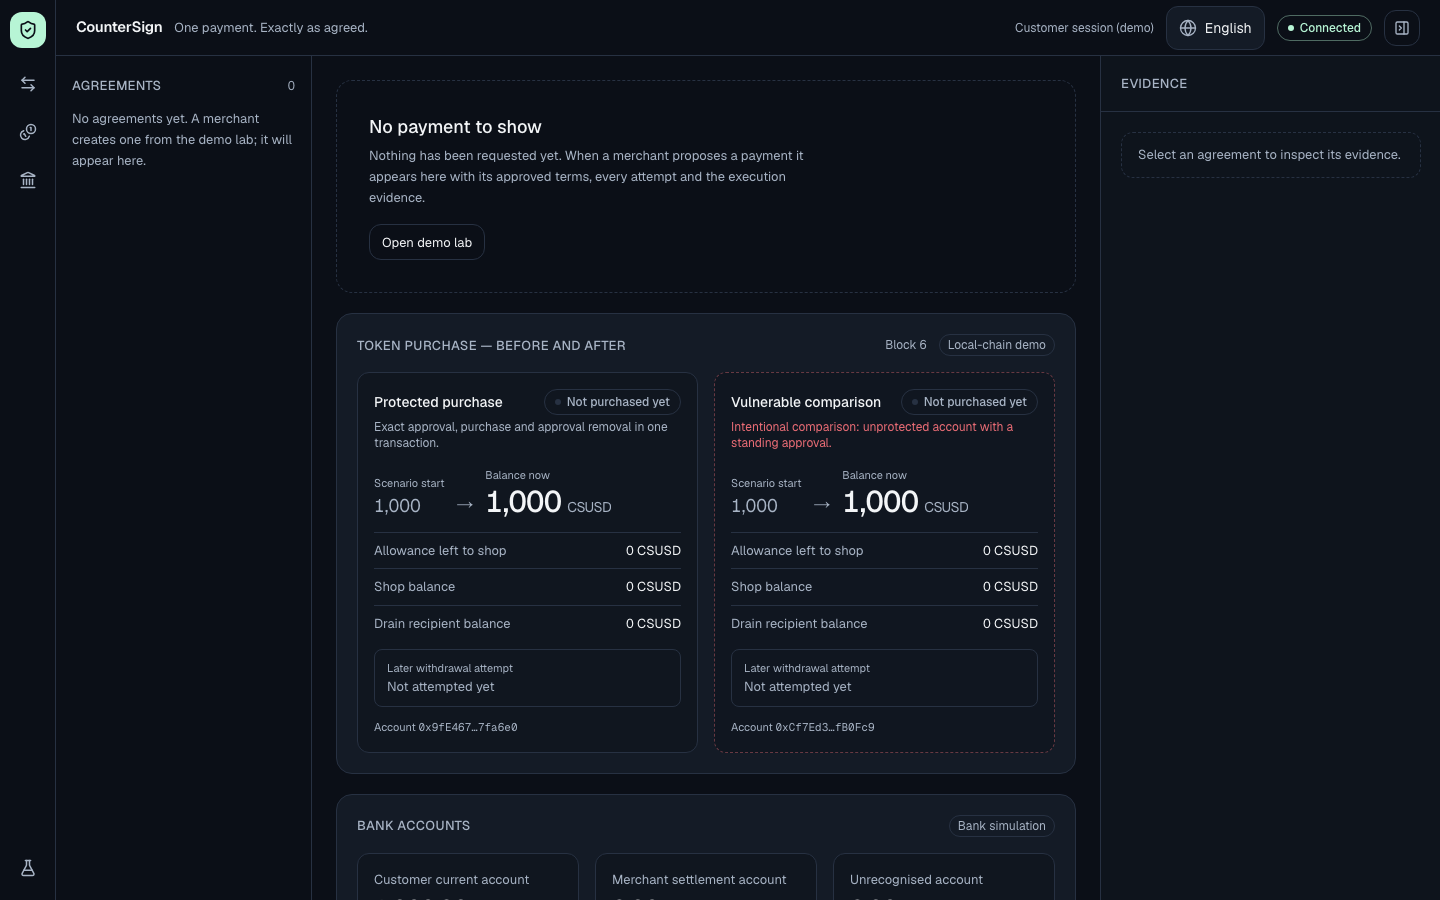 CounterSign
One payment. Exactly as agreed.
Customer session (demo)
English
Connected
AGREEMENTS
0
No agreements yet. A merchant
creates one from the demo lab; it will
appear here.
No payment to show
Nothing has been requested yet. When a merchant proposes a payment it
appears here with its approved terms, every attempt and the execution
evidence.
Open demo lab
TOKEN PURCHASE — BEFORE AND AFTER
Block 6
Local-chain demo
Protected purchase
Not purchased yet
Exact approval, purchase and approval removal in one
transaction.
Scenario start
1,000
→
Balance now
1,000 CSUSD
Allowance left to shop
0 CSUSD
Shop balance
0 CSUSD
Drain recipient balance
0 CSUSD
Later withdrawal attempt
Not attempted yet
Account 0x9fE467…7fa6e0
Vulnerable comparison
Not purchased yet
Intentional comparison: unprotected account with a
standing approval.
Scenario start
1,000
→
Balance now
1,000 CSUSD
Allowance left to shop
0 CSUSD
Shop balance
0 CSUSD
Drain recipient balance
0 CSUSD
Later withdrawal attempt
Not attempted yet
Account 0xCf7Ed3…fB0Fc9
BANK ACCOUNTS
Bank simulation
Customer current account
Merchant settlement account
Unrecognised account
EVIDENCE
Select an agreement to inspect its evidence.